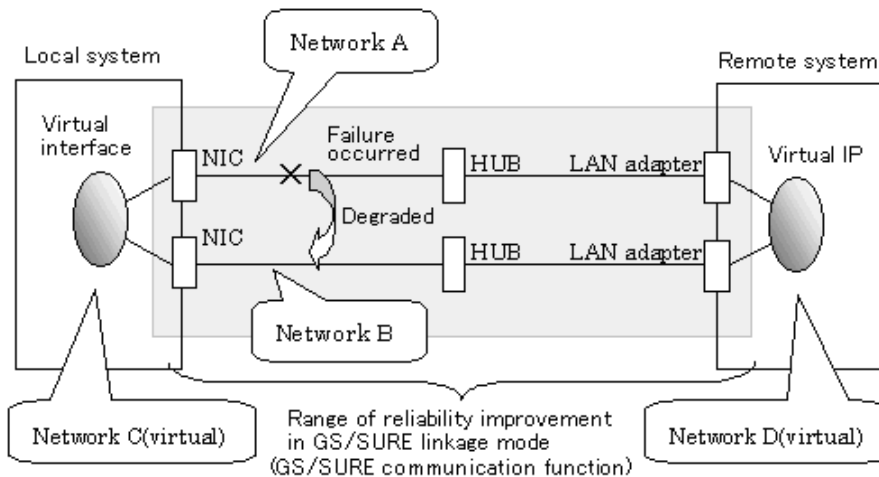 Network A
Local system
Remote system
Virtual
interface
NIC
Failure
occurred
HUB
LAN adapter
Virtual IP
Degraded
NIC
HUB
LAN adapter
Network B
Network C(virtual)
Range of reliability improvement
in GS/SURE linkage mode
(GS/SURE communication function)
Network D(virtual)